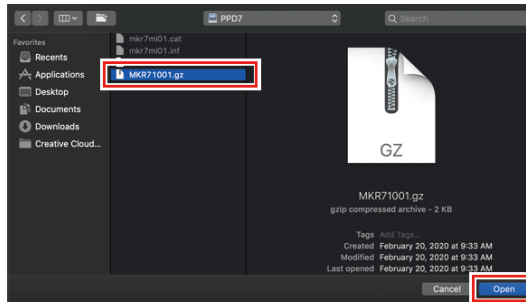 PPD7
Search
Favorites
Recents
Applications
Desktop
Documents
Downloads
Creative Cloud...
mkr7mi01.cat
mkr7mi01.inf
MKR71001.gz
GZ
MKR71001.gz
gzip compressed archive - 2 KB
Tags Add Tags...
Created February 20, 2020 at 9:33 AM
Modified February 20, 2020 at 9:33 AM
Last opened February 20, 2020 at 9:33 AM
Cancel
Open